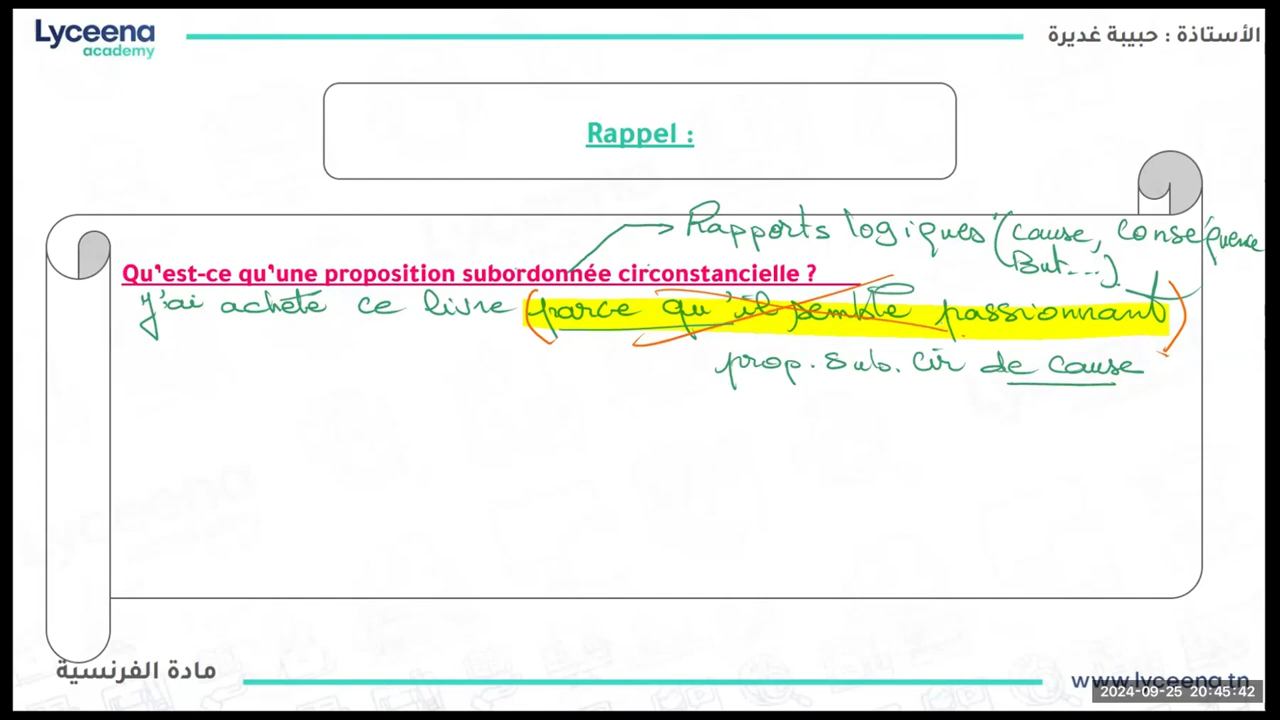 Lyceena
academy
الأستاذة : حبيبة غديرة
Rappel :
Rapports logiques (cause, conséquence
But...).
Qu'est-ce qu'une proposition subordonnée circonstancielle ?
J'ai acheté ce livre (parce qu'il semble passionnant)
prop. sub. cir de cause
مادة الفرنسية
www.lyceena.tn
2024-09-25 20:45:42